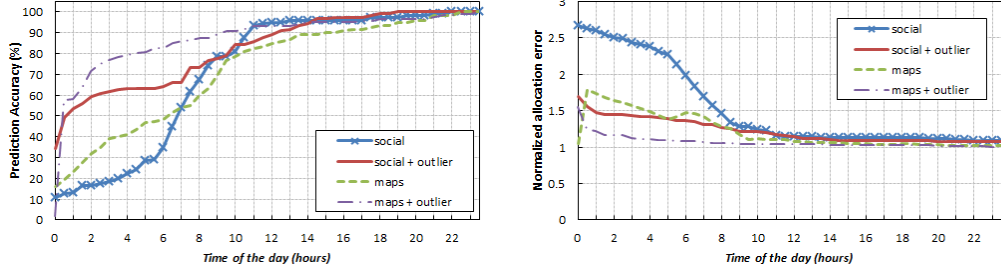 Prediction Accuracy (%)
100
90
80
70
60
50
40
30
20
10
0
social
social + outlier
maps
maps + outlier
0 2 4 6 8 10 12 14 16 18 20 22
Time of the day (hours)
Normalized allocation error
3
2.5
2
1.5
1
0.5
0
social
social + outlier
maps
maps + outlier
0 2 4 6 8 10 12 14 16 18 20 22
Time of the day (hours)